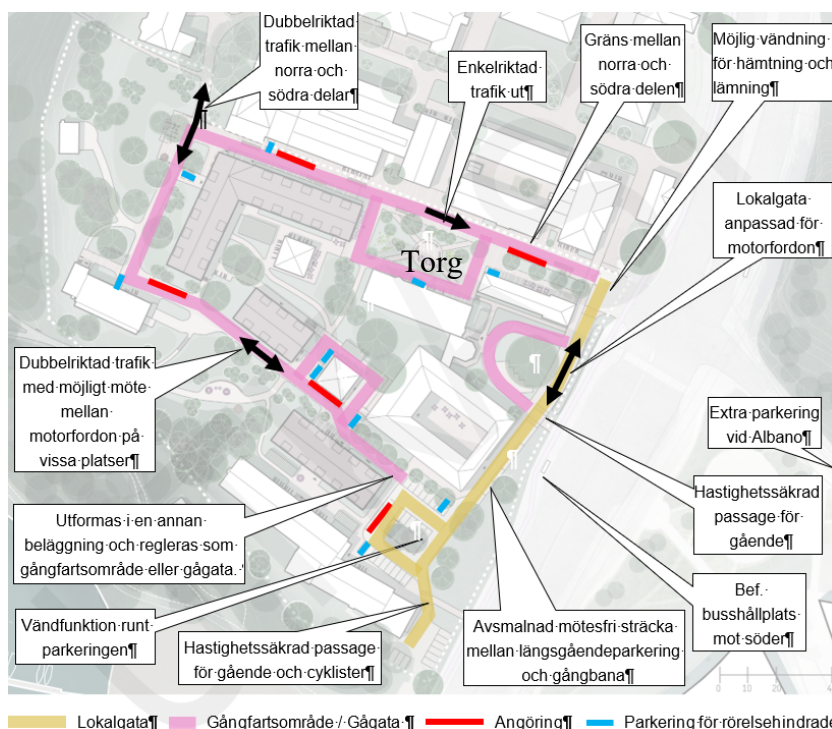 Dubbelriktad·
trafik·mellan·
norra·och·
södra·delar¶
Enkelriktad·
trafik·ut¶
Gräns·mellan·
norra·och·
södra·delen¶
Möjlig·vändning·
för·hämtning·och·
lämning¶
Lokalgata·
anpassad·för·
motorfordon¶
Torg
Dubbelriktad·trafik·
med·möjligt·möte·
mellan·
motorfordon·på·
vissa·platser¶
Extra·parkering·
vid·Albano¶
Utformas·i·en·annan·
beläggning·och·regleras·som·
gångfartsområde·eller·gågata.·
Hastighetssäkrad·
passage·för·
gående¶
Vändfunktion·runt·
parkeringen¶
Hastighetssäkrad·passage·
för·gående·och·cyklister¶
Avsmalnad·mötesfri·sträcka·
mellan·längsgåendeparkering·
och·gångbana¶
Bef.·
busshållplats·
mot·söder¶
0 10 20
Lokalgata¶ Gångfartsområde·/·Gågata·¶ Angöring¶ Parkering·för·rörelsehindrade